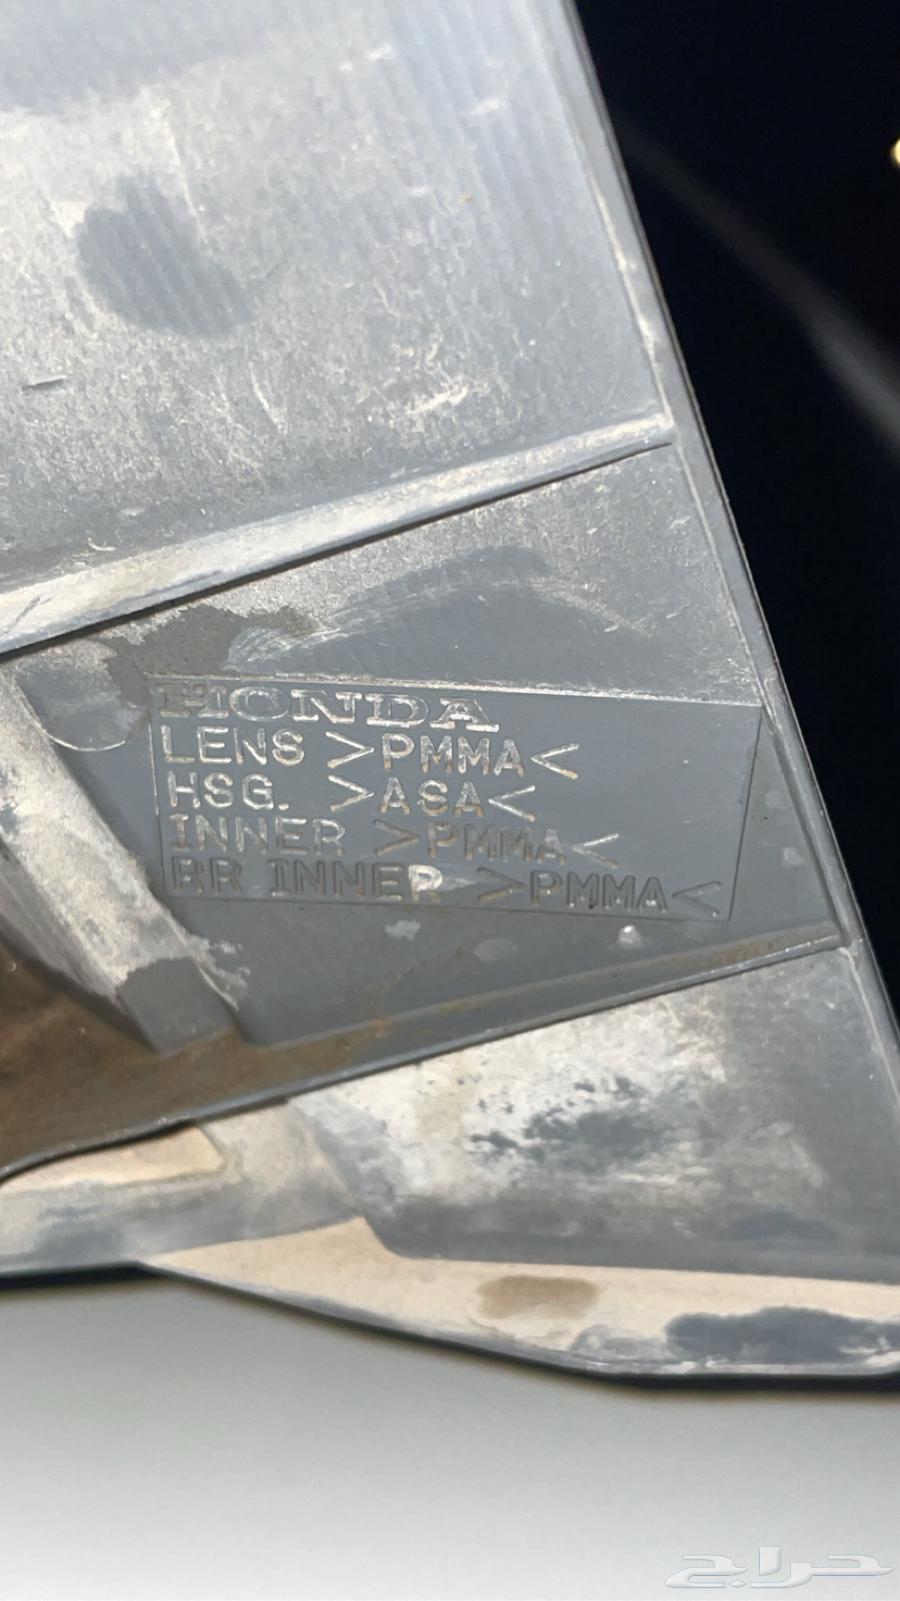 HONDA
LENS >PMMA<
HSG. >ASA<
INNER >PMMA<
RR INNER >PMMA<
حراج